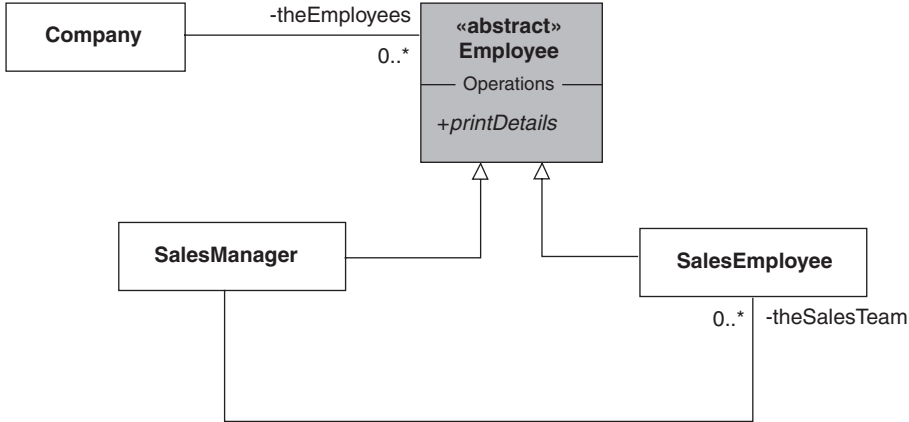 Company
-theEmployees
0..*
«abstract»
Employee
Operations
+printDetails
SalesManager
SalesEmployee
0..*
-theSalesTeam